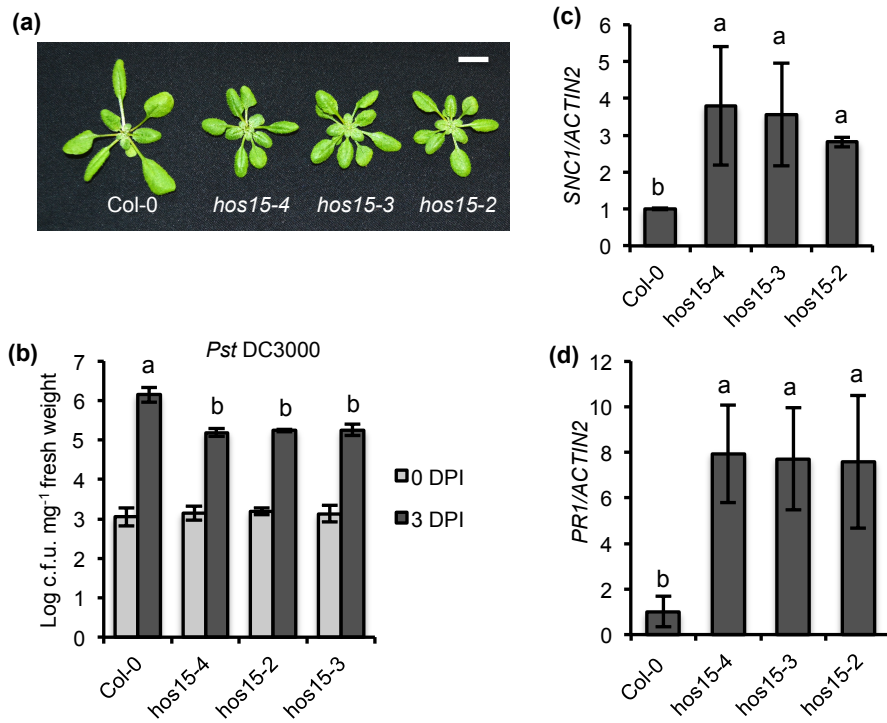 (a)
Col-0
hos15-4
hos15-3
hos15-2
(b)
Pst DC3000
Log c.f.u. mg⁻¹ fresh weight
7
6
5
4
3
2
1
0
a
b
b
b
0 DPI
3 DPI
Col-0
hos15-4
hos15-2
hos15-3
(c)
SNC1/ACTIN2
6
5
4
3
2
1
0
b
a
a
a
Col-0
hos15-4
hos15-3
hos15-2
(d)
PR1/ACTIN2
12
10
8
6
4
2
0
b
a
a
a
Col-0
hos15-4
hos15-3
hos15-2